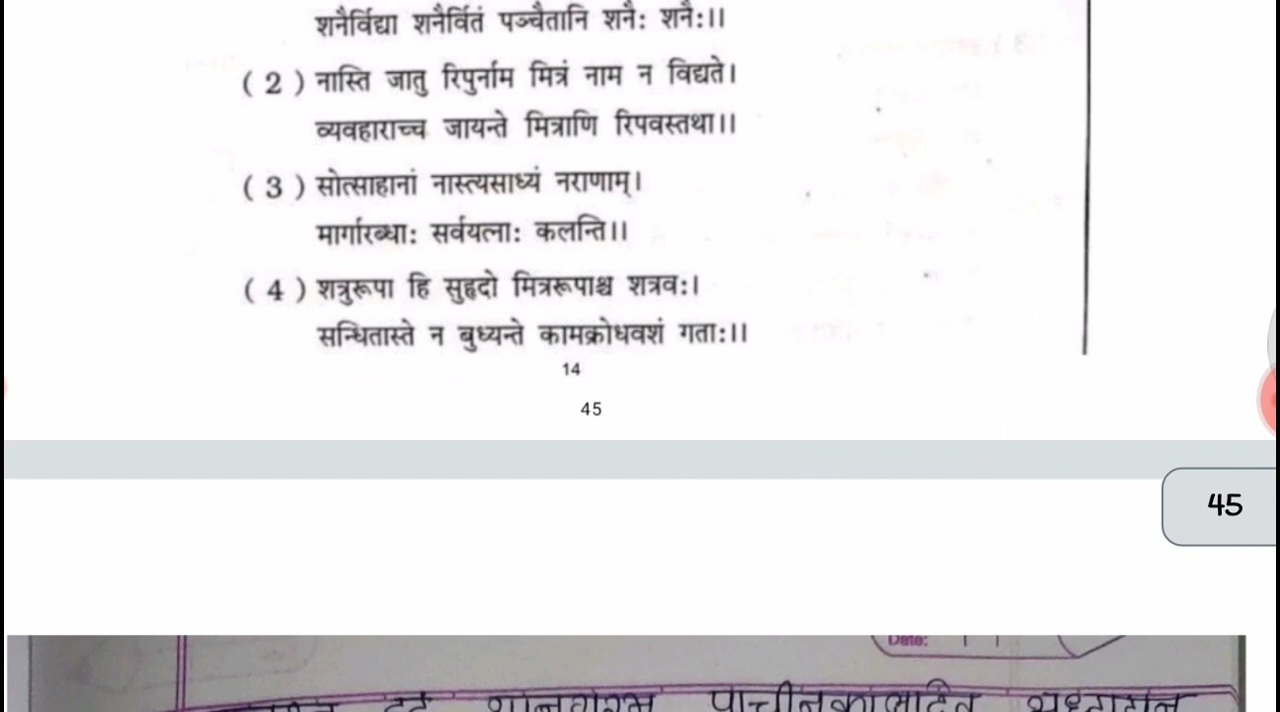 शनैर्विद्या शनैर्वितं पञ्चैतानि शनै: शनै:।।
( 2 ) नास्ति जातु रिपुर्नाम मित्रं नाम न विद्यते।
व्यवहाराच्च जायन्ते मित्राणि रिपवस्तथा।।
( 3 ) सोत्साहानां नास्त्यसाध्यं नराणाम्।
मार्गारब्धाः सर्वयत्नाः कलन्ति।।
( 4 ) शत्रुरूपा हि सुहृदो मित्ररूपाश्च शत्रवः।
सन्धितास्ते न बुध्यन्ते कामक्रोधवशं गताः।।
14
45
45
Date: